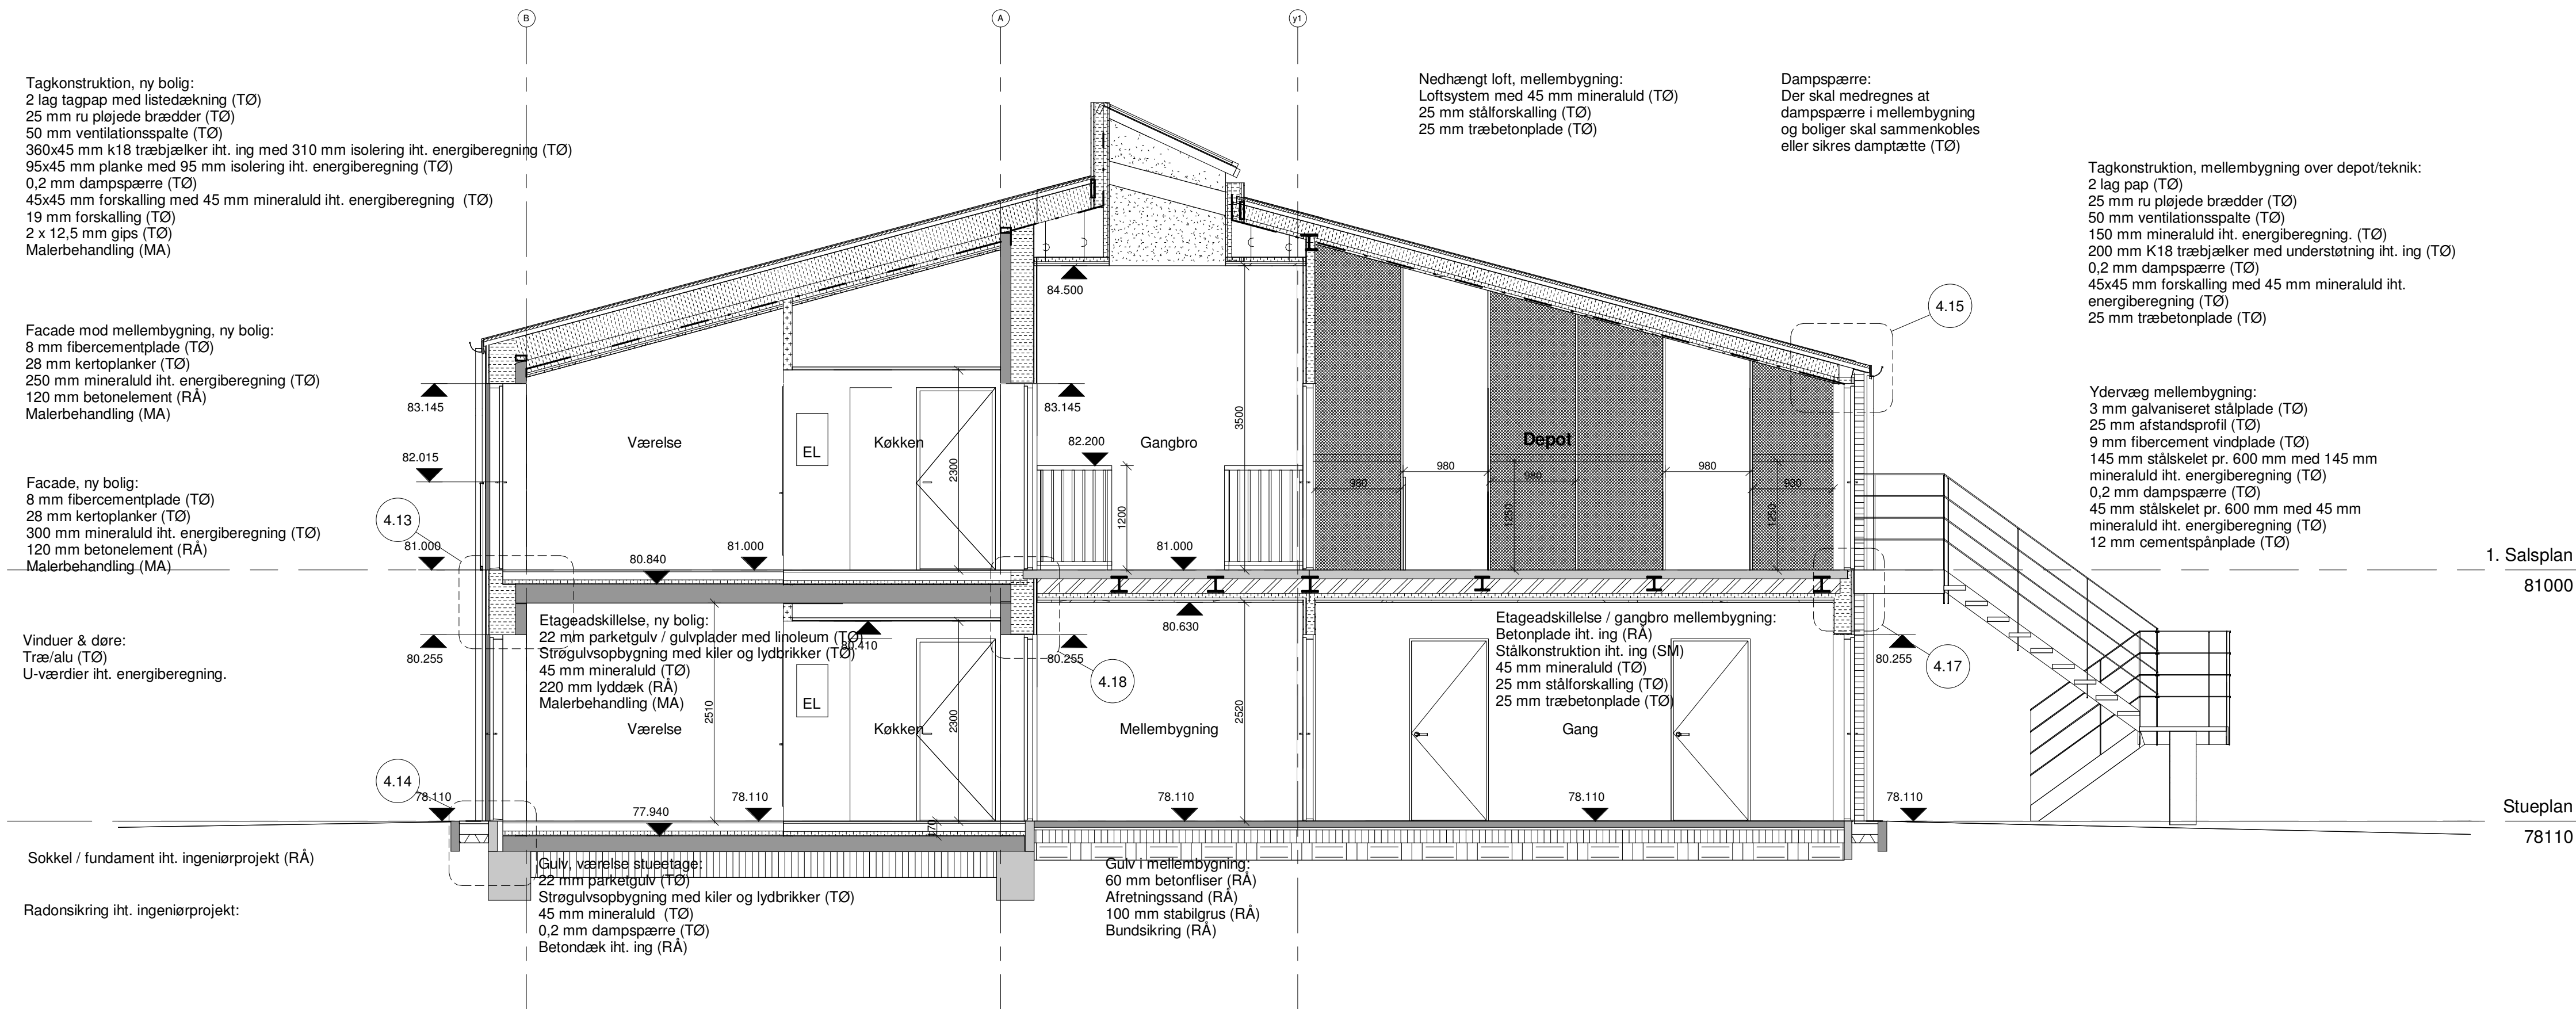 B
A
y1
Tagkonstruktion, ny bolig:
2 lag tagpap med listedækning (TØ)
25 mm ru pløjede brædder (TØ)
50 mm ventilationsspalte (TØ)
360x45 mm k18 træbjælker iht. ing med 310 mm isolering iht. energiberegning (TØ)
95x45 mm planke med 95 mm isolering iht. energiberegning (TØ)
0,2 mm dampspærre (TØ)
45x45 mm forskalling med 45 mm mineraluld iht. energiberegning (TØ)
19 mm forskalling (TØ)
2 x 12,5 mm gips (TØ)
Malerbehandling (MA)
Facade mod mellembygning, ny bolig:
8 mm fibercementplade (TØ)
28 mm kertoplanker (TØ)
250 mm mineraluld iht. energiberegning (TØ)
120 mm betonelement (RÅ)
Malerbehandling (MA)
Facade, ny bolig:
8 mm fibercementplade (TØ)
28 mm kertoplanker (TØ)
300 mm mineraluld iht. energiberegning (TØ)
120 mm betonelement (RÅ)
Malerbehandling (MA)
Vinduer & døre:
Træ/alu (TØ)
U-værdier iht. energiberegning.
Sokkel / fundament iht. ingeniørprojekt (RÅ)
Radonsikring iht. ingeniørprojekt:
Nedhængt loft, mellembygning:
Loftsystem med 45 mm mineraluld (TØ)
25 mm stålforskalling (TØ)
25 mm træbetonplade (TØ)
Dampspærre:
Der skal medregnes at
dampspærre i mellembygning
og boliger skal sammenkobles
eller sikres damptætte (TØ)
Tagkonstruktion, mellembygning over depot/teknik:
2 lag pap (TØ)
25 mm ru pløjede brædder (TØ)
50 mm ventilationsspalte (TØ)
150 mm mineraluld iht. energiberegning. (TØ)
200 mm K18 træbjælker med understøtning iht. ing (TØ)
0,2 mm dampspærre (TØ)
45x45 mm forskalling med 45 mm mineraluld iht.
energiberegning (TØ)
25 mm træbetonplade (TØ)
Ydervæg mellembygning:
3 mm galvaniseret stålplade (TØ)
25 mm afstandsprofil (TØ)
9 mm fibercement vindplade (TØ)
145 mm stålskelet pr. 600 mm med 145 mm
mineraluld iht. energiberegning (TØ)
0,2 mm dampspærre (TØ)
45 mm stålskelet pr. 600 mm med 45 mm
mineraluld iht. energiberegning (TØ)
12 mm cementspånplade (TØ)
1. Salsplan
81000
Stueplan
78110
84.500
4.15
83.145
83.145
3500
Værelse
EL
Køkken
2300
82.200
Gangbro
Depot
82.015
980
980
980
980
930
1200
1250
1250
4.13
81.000
80.840
81.000
81.000
80.630
80.410
80.255
80.255
80.255
4.18
4.17
Etageadskillelse, ny bolig:
22 mm parketgulv / gulvplader med linoleum (TØ)
Strøgulvsopbygning med kiler og lydbrikker (TØ)
45 mm mineraluld (TØ)
220 mm lyddæk (RÅ)
Malerbehandling (MA)
Etageadskillelse / gangbro mellembygning:
Betonplade iht. ing (RÅ)
Stålkonstruktion iht. ing (SM)
45 mm mineraluld (TØ)
25 mm stålforskalling (TØ)
25 mm træbetonplade (TØ)
2510
EL
2300
2520
Værelse
Køkken
Mellembygning
Gang
4.14
78.110
77.940
78.110
78.110
78.110
78.110
170
Gulv, værelse stueetage:
22 mm parketgulv (TØ)
Strøgulvsopbygning med kiler og lydbrikker (TØ)
45 mm mineraluld (TØ)
0,2 mm dampspærre (TØ)
Betondæk iht. ing (RÅ)
Gulv i mellembygning:
60 mm betonfliser (RÅ)
Afretningssand (RÅ)
100 mm stabilgrus (RÅ)
Bundsikring (RÅ)